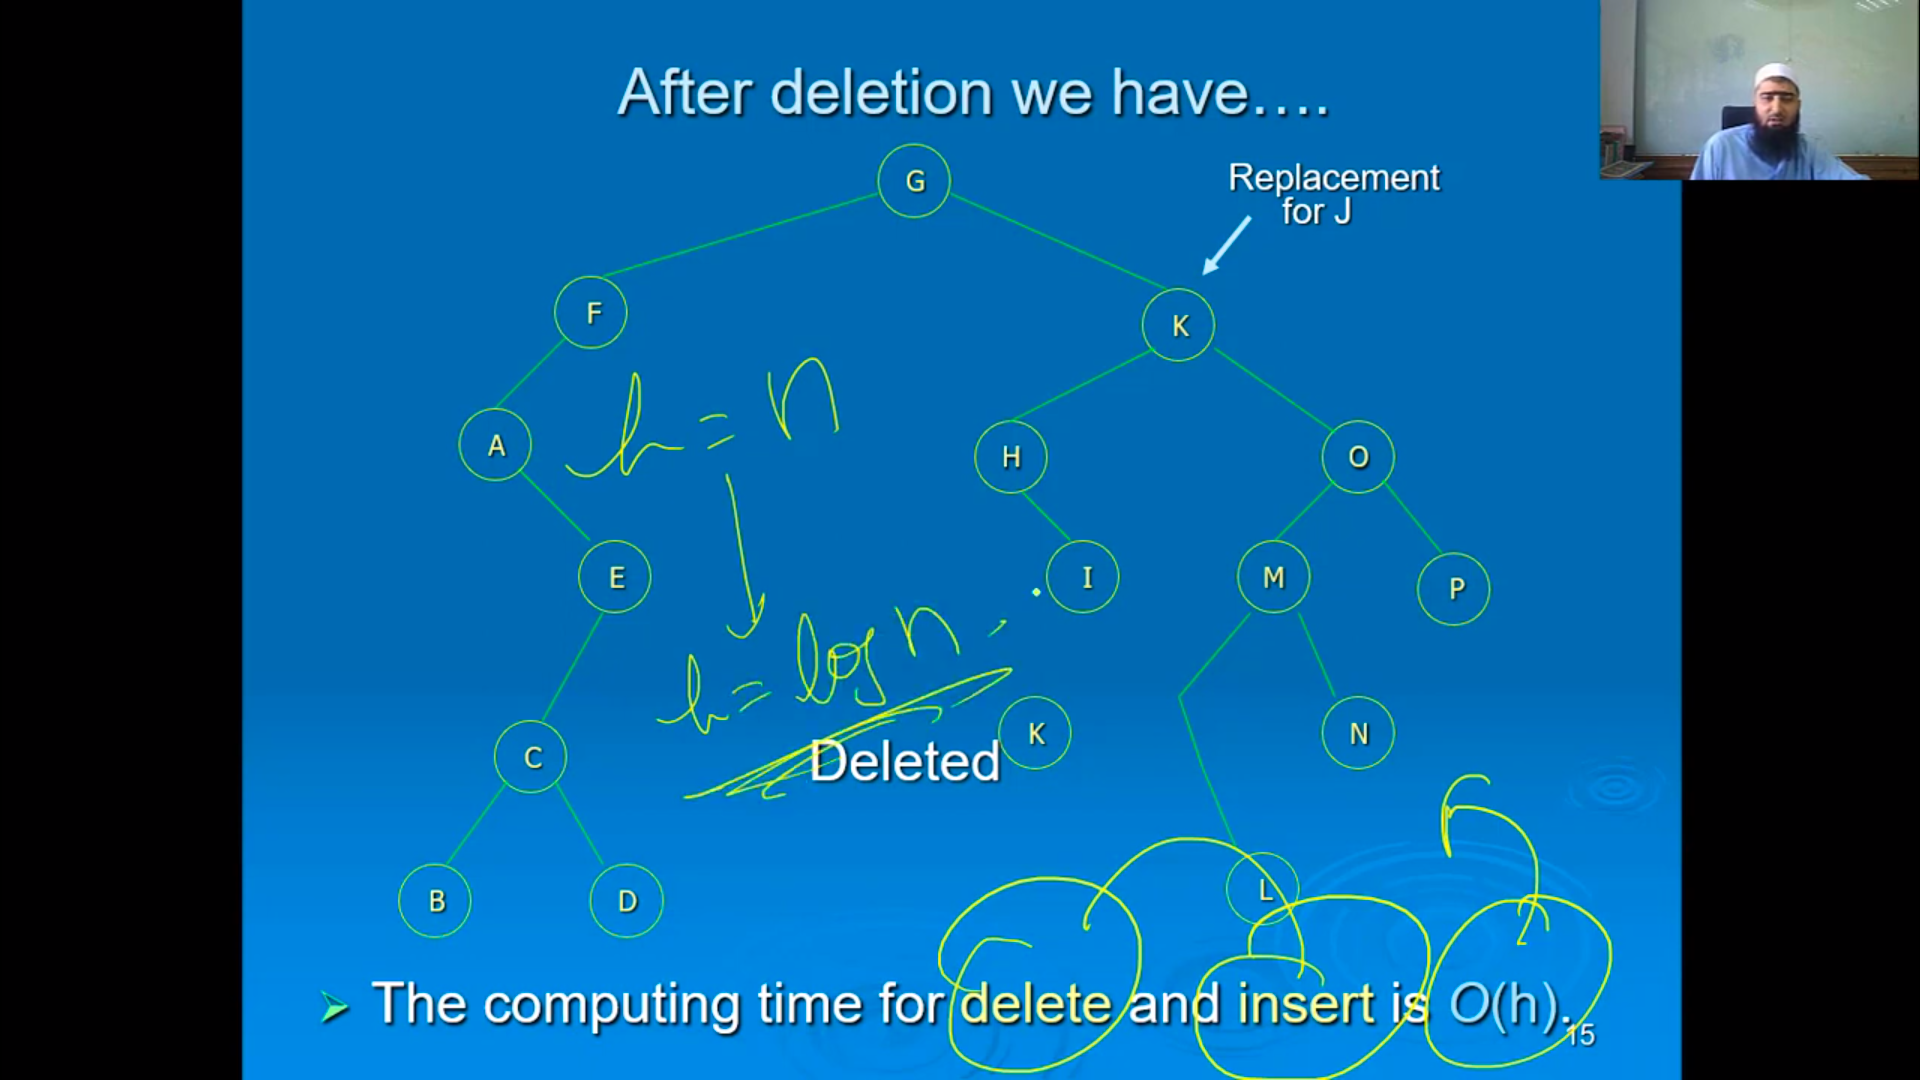 After deletion we have….
G
Replacement
for J
F
K
A
h = n
H
O
E
I
M
P
h = log n
C
Deleted
K
N
B
D
L
➢ The computing time for delete and insert is O(h).
15